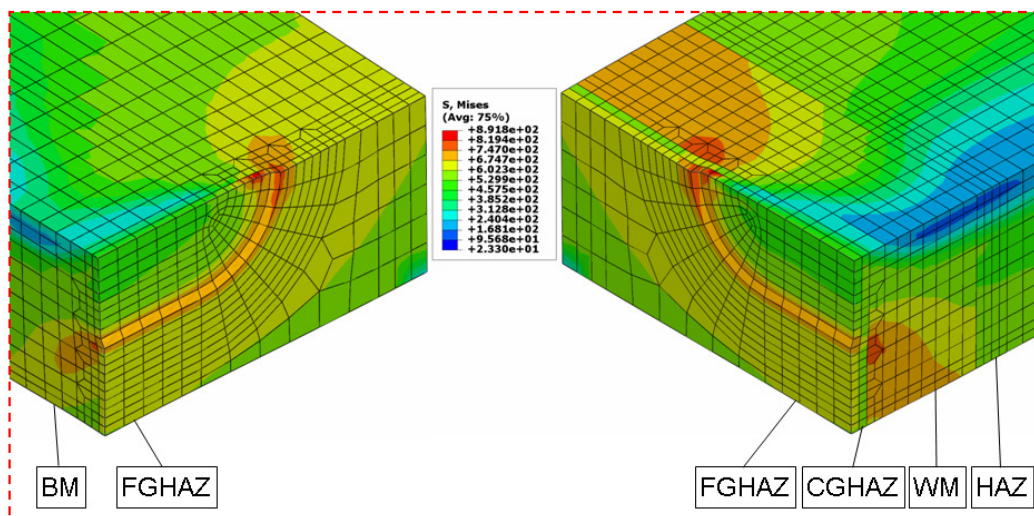 S, Mises
(Avg: 75%)
+8.918e+02
+8.194e+02
+7.470e+02
+6.747e+02
+6.023e+02
+5.299e+02
+4.575e+02
+3.852e+02
+3.128e+02
+2.404e+02
+1.681e+02
+9.568e+01
+2.330e+01
BM
FGHAZ
FGHAZ
CGHAZ
WM
HAZ